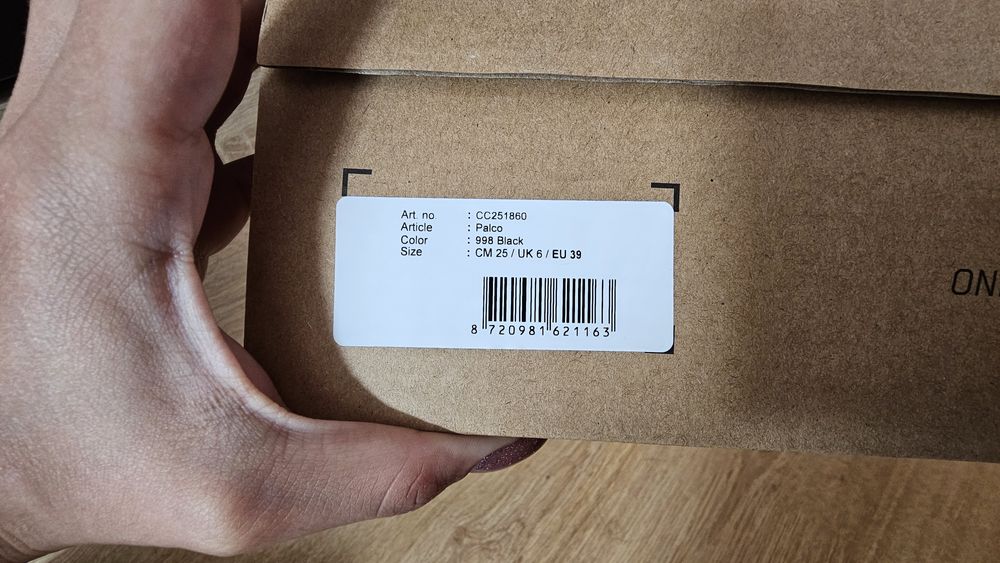 Art. no : CC251860
Article : Palco
Color : 998 Black
Size : CM 25 / UK 6 / EU 39
8 720981 621163
ON